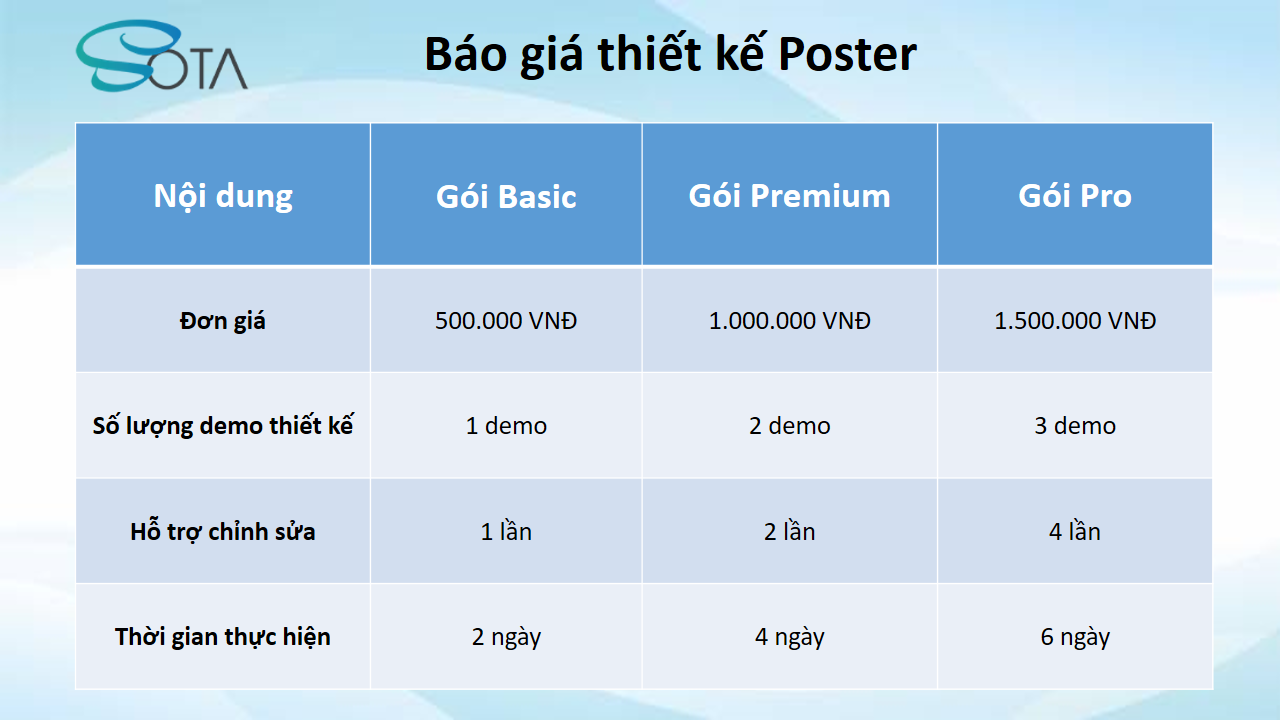 SOTA
Báo giá thiết kế Poster
Nội dung
Gói Basic
Gói Premium
Gói Pro
Đơn giá
500.000 VNĐ
1.000.000 VNĐ
1.500.000 VNĐ
Số lượng demo thiết kế
1 demo
2 demo
3 demo
Hỗ trợ chỉnh sửa
1 lần
2 lần
4 lần
Thời gian thực hiện
2 ngày
4 ngày
6 ngày